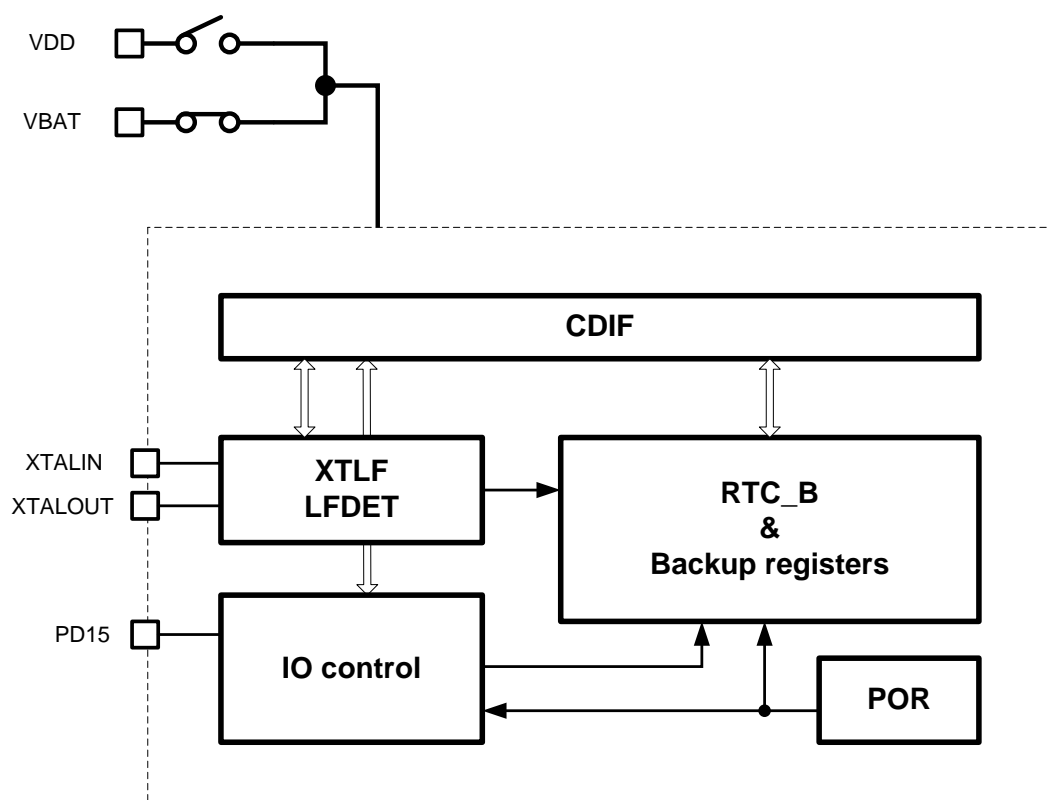 VDD
VBAT
CDIF
XTALIN
XTALOUT
XTLF
LFDET
RTC_B
&
Backup registers
PD15
IO control
POR